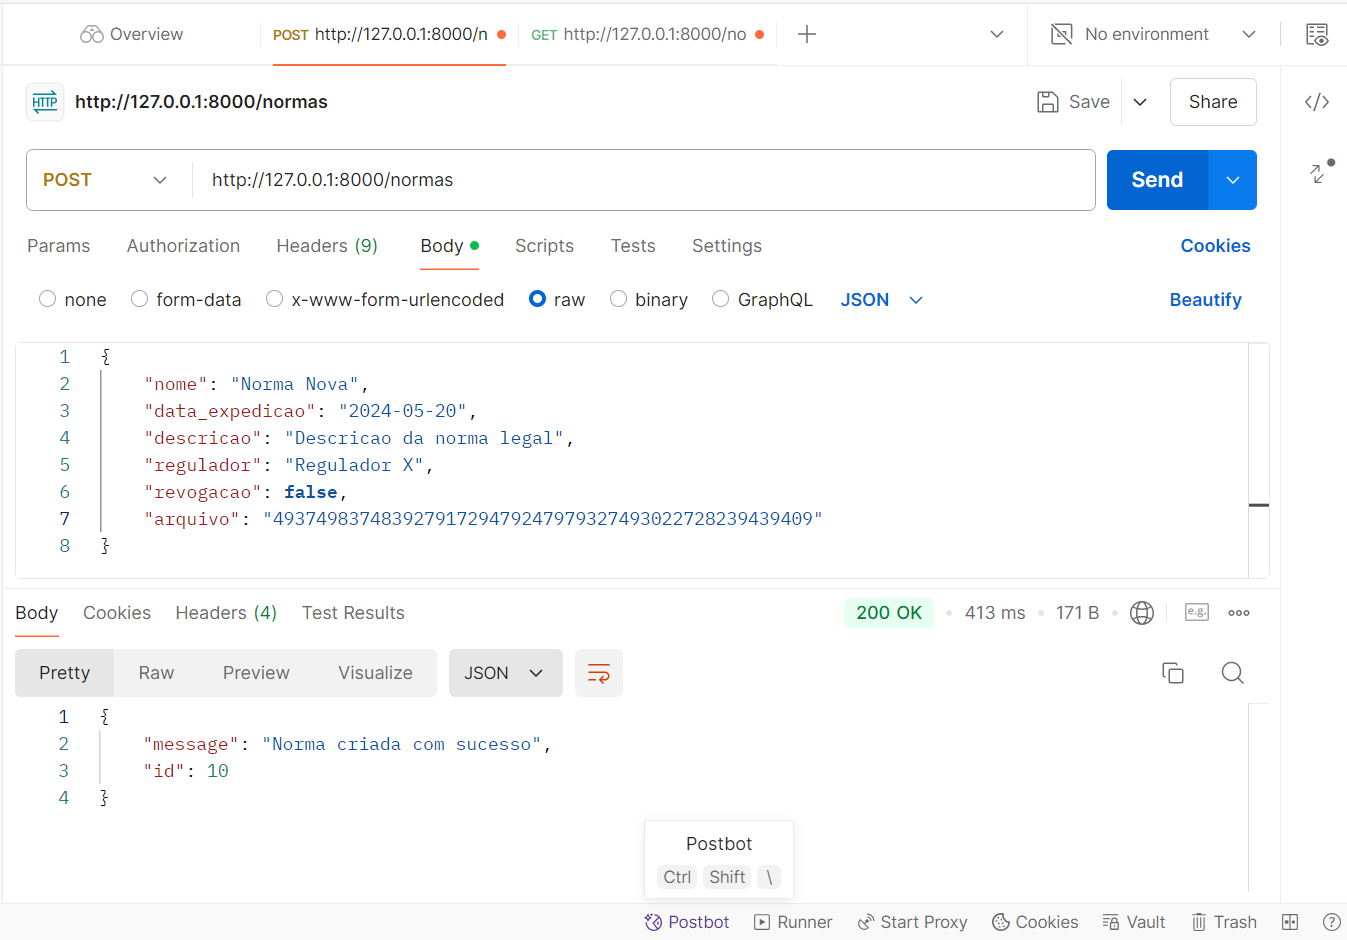 Overview POST http://127.0.0.1:8000/n GET http://127.0.0.1:8000/no No environment
HTTP http://127.0.0.1:8000/normas Save Share
POST http://127.0.0.1:8000/normas Send
Params Authorization Headers (9) Body Scripts Tests Settings Cookies
none form-data x-www-form-urlencoded raw binary GraphQL JSON Beautify
1 {
2 "nome": "Norma Nova",
3 "data_expedicao": "2024-05-20",
4 "descricao": "Descricao da norma legal",
5 "regulador": "Regulador X",
6 "revogacao": false,
7 "arquivo": "4937498374839279172947924797932749302272823943940​9"
8 }
Body Cookies Headers (4) Test Results 200 OK 413 ms 171 B e.g.
Pretty Raw Preview Visualize JSON
1 {
2 "message": "Norma criada com sucesso",
3 "id": 10
4 }
Postbot
Ctrl Shift \
Postbot Runner Start Proxy Cookies Vault Trash ?